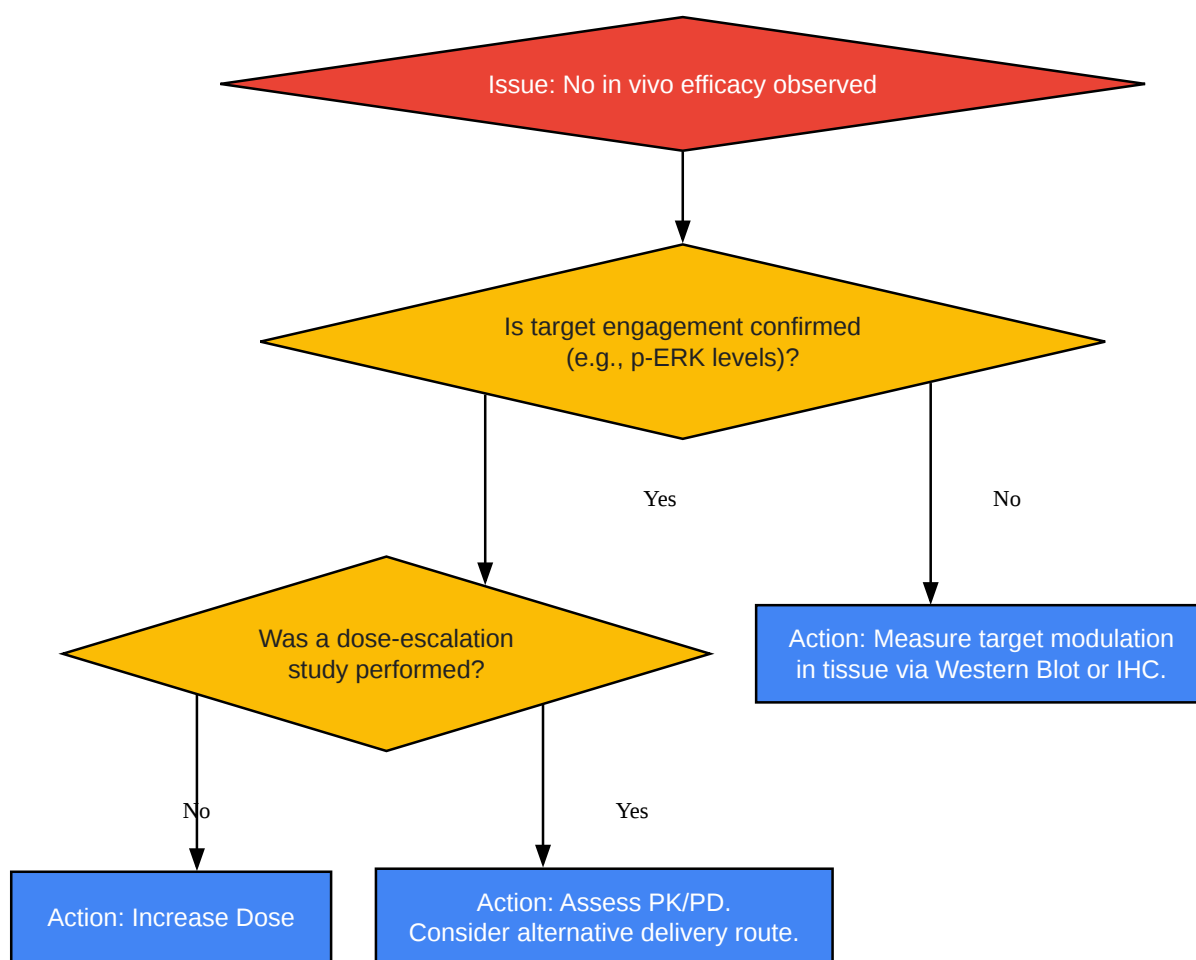 Issue: No in vivo efficacy observed
Is target engagement confirmed
(e.g., p-ERK levels)?
Yes
No
Was a dose-escalation
study performed?
Action: Measure target modulation
in tissue via Western Blot or IHC.
No
Yes
Action: Increase Dose
Action: Assess PK/PD.
Consider alternative delivery route.